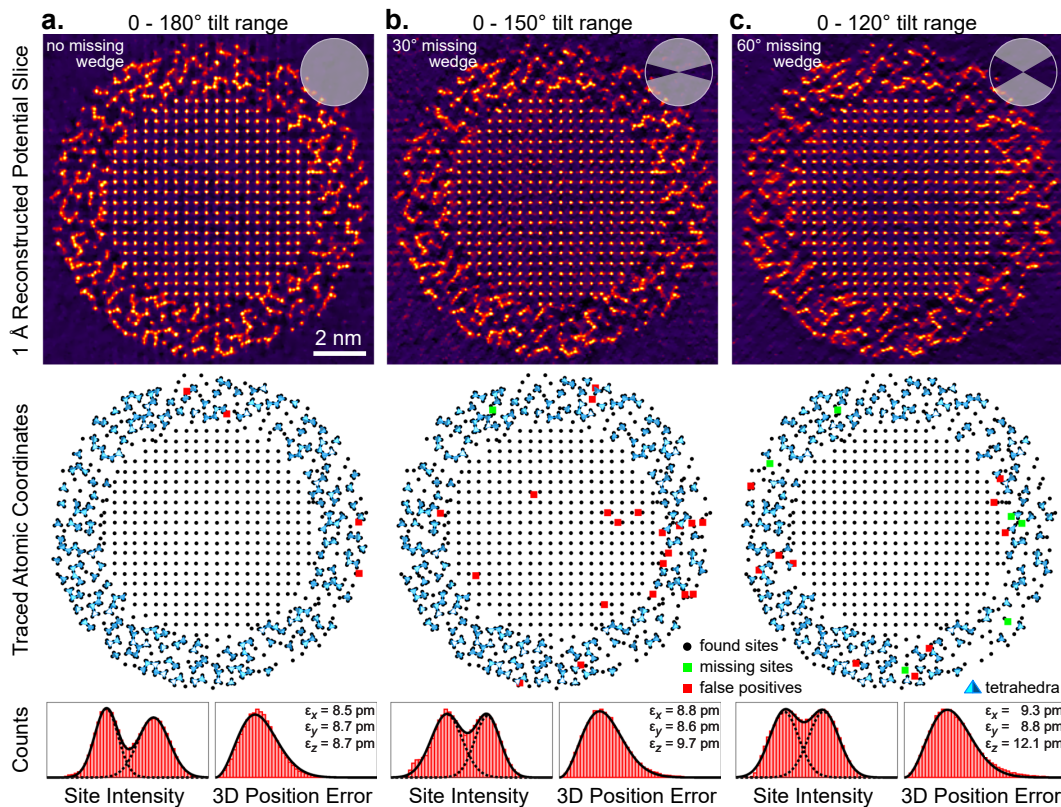 a.
0 - 180° tilt range
b.
0 - 150° tilt range
c.
0 - 120° tilt range
1 Å Reconstructed Potential Slice
no missing
wedge
2 nm
30° missing
wedge
60° missing
wedge
Traced Atomic Coordinates
found sites
missing sites
false positives
tetrahedra
Counts
εx = 8.5 pm
εy = 8.7 pm
εz = 8.7 pm
εx = 8.8 pm
εy = 8.6 pm
εz = 9.7 pm
εx = 9.3 pm
εy = 8.8 pm
εz = 12.1 pm
Site Intensity
3D Position Error
Site Intensity
3D Position Error
Site Intensity
3D Position Error